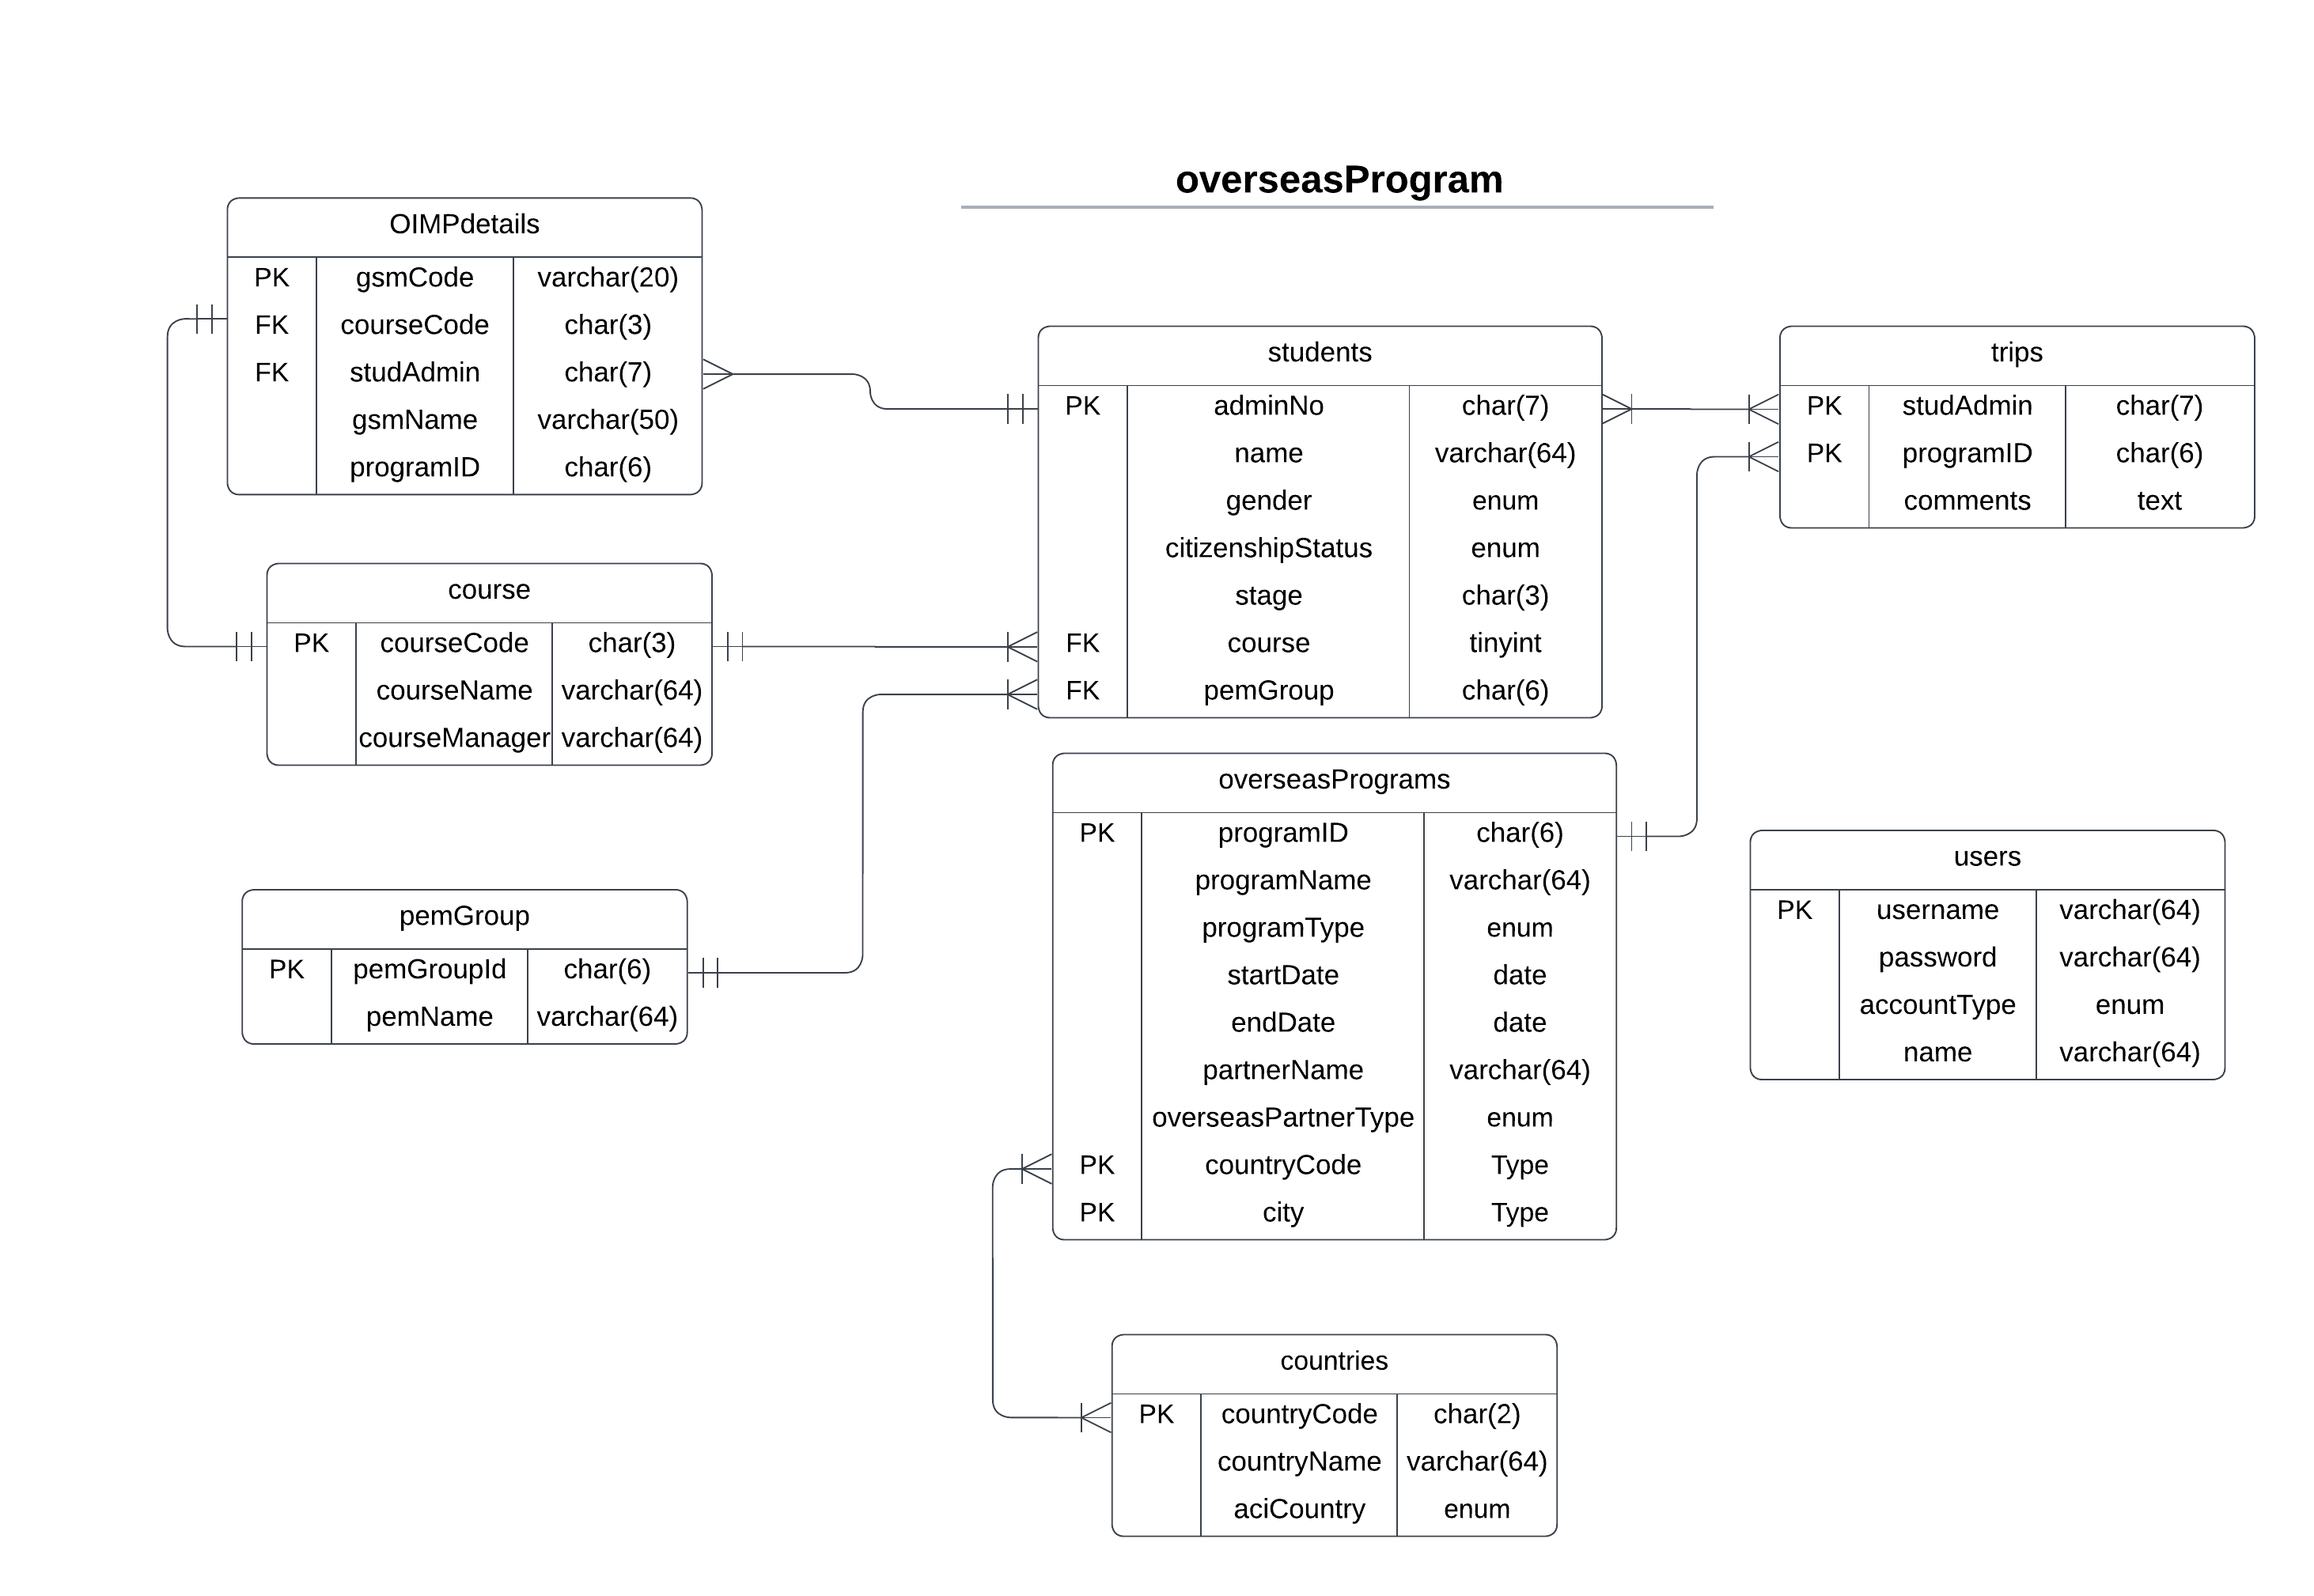 overseasProgram
OIMPdetails
PK gsmCode varchar(20)
FK courseCode char(3)
FK studAdmin char(7)
gsmName varchar(50)
programID char(6)
course
PK courseCode char(3)
courseName varchar(64)
courseManager varchar(64)
pemGroup
PK pemGroupId char(6)
pemName varchar(64)
students
PK adminNo char(7)
name varchar(64)
gender enum
citizenshipStatus enum
stage char(3)
FK course tinyint
FK pemGroup char(6)
overseasPrograms
PK programID char(6)
programName varchar(64)
programType enum
startDate date
endDate date
partnerName varchar(64)
overseasPartnerType enum
PK countryCode Type
PK city Type
countries
PK countryCode char(2)
countryName varchar(64)
aciCountry enum
trips
PK studAdmin char(7)
PK programID char(6)
comments text
users
PK username varchar(64)
password varchar(64)
accountType enum
name varchar(64)